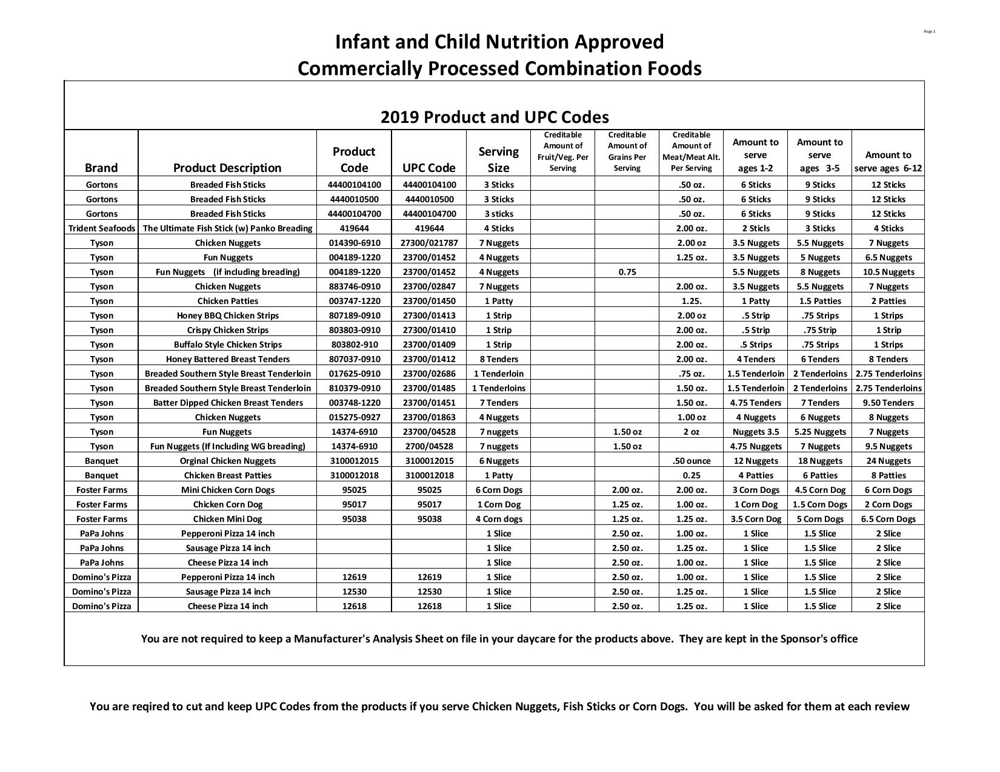 Page 1
Infant and Child Nutrition Approved
Commercially Processed Combination Foods
2019 Product and UPC Codes
Brand Product Description Product Code UPC Code Serving Size Creditable Amount of Fruit/Veg. Per Serving Creditable Amount of Grains Per Serving Creditable Amount of Meat/Meat Alt. Per Serving Amount to serve ages 1-2 Amount to serve ages 3-5 Amount to serve ages 6-12
Gortons Breaded Fish Sticks 44400104100 44400104100 3 Sticks .50 oz. 6 Sticks 9 Sticks 12 Sticks
Gortons Breaded Fish Sticks 4440010500 4440010500 3 Sticks .50 oz. 6 Sticks 9 Sticks 12 Sticks
Gortons Breaded Fish Sticks 44400104700 44400104700 3 sticks .50 oz. 6 Sticks 9 Sticks 12 Sticks
Trident Seafoods The Ultimate Fish Stick (w) Panko Breading 419644 419644 4 Sticks 2.00 oz. 2 Sticls 3 Sticks 4 Sticks
Tyson Chicken Nuggets 014390-6910 27300/021787 7 Nuggets 2.00 oz 3.5 Nuggets 5.5 Nuggets 7 Nuggets
Tyson Fun Nuggets 004189-1220 23700/01452 4 Nuggets 1.25 oz. 3.5 Nuggets 5 Nuggets 6.5 Nuggets
Tyson Fun Nuggets (if including breading) 004189-1220 23700/01452 4 Nuggets 0.75 5.5 Nuggets 8 Nuggets 10.5 Nuggets
Tyson Chicken Nuggets 883746-0910 23700/02847 7 Nuggets 2.00 oz. 3.5 Nuggets 5.5 Nuggets 7 Nuggets
Tyson Chicken Patties 003747-1220 23700/01450 1 Patty 1.25. 1 Patty 1.5 Patties 2 Patties
Tyson Honey BBQ Chicken Strips 807189-0910 27300/01413 1 Strip 2.00 oz .5 Strip .75 Strips 1 Strips
Tyson Crispy Chicken Strips 803803-0910 27300/01410 1 Strip 2.00 oz. .5 Strip .75 Strip 1 Strip
Tyson Buffalo Style Chicken Strips 803802-910 23700/01409 1 Strip 2.00 oz. .5 Strips .75 Strips 1 Strips
Tyson Honey Battered Breast Tenders 807037-0910 23700/01412 8 Tenders 2.00 oz. 4 Tenders 6 Tenders 8 Tenders
Tyson Breaded Southern Style Breast Tenderloin 017625-0910 23700/02686 1 Tenderloin .75 oz. 1.5 Tenderloin 2 Tenderloins 2.75 Tenderloins
Tyson Breaded Southern Style Breast Tenderloin 810379-0910 23700/01485 1 Tenderloins 1.50 oz. 1.5 Tenderloin 2 Tenderloins 2.75 Tenderloins
Tyson Batter Dipped Chicken Breast Tenders 003748-1220 23700/01451 7 Tenders 1.50 oz. 4.75 Tenders 7 Tenders 9.50 Tenders
Tyson Chicken Nuggets 015275-0927 23700/01863 4 Nuggets 1.00 oz 4 Nuggets 6 Nuggets 8 Nuggets
Tyson Fun Nuggets 14374-6910 23700/04528 7 nuggets 1.50 oz 2 oz Nuggets 3.5 5.25 Nuggets 7 Nuggets
Tyson Fun Nuggets (If Including WG breading) 14374-6910 2700/04528 7 nuggets 1.50 oz 4.75 Nuggets 7 Nuggets 9.5 Nuggets
Banquet Orginal Chicken Nuggets 3100012015 3100012015 6 Nuggets .50 ounce 12 Nuggets 18 Nuggets 24 Nuggets
Banquet Chicken Breast Patties 3100012018 3100012018 1 Patty 0.25 4 Patties 6 Patties 8 Patties
Foster Farms Mini Chicken Corn Dogs 95025 95025 6 Corn Dogs 2.00 oz. 2.00 oz. 3 Corn Dogs 4.5 Corn Dog 6 Corn Dogs
Foster Farms Chicken Corn Dog 95017 95017 1 Corn Dog 1.25 oz. 1.00 oz. 1 Corn Dog 1.5 Corn Dogs 2 Corn Dogs
Foster Farms Chicken Mini Dog 95038 95038 4 Corn dogs 1.25 oz. 1.25 oz. 3.5 Corn Dog 5 Corn Dogs 6.5 Corn Dogs
PaPa Johns Pepperoni Pizza 14 inch 1 Slice 2.50 oz. 1.00 oz. 1 Slice 1.5 Slice 2 Slice
PaPa Johns Sausage Pizza 14 inch 1 Slice 2.50 oz. 1.25 oz. 1 Slice 1.5 Slice 2 Slice
PaPa Johns Cheese Pizza 14 inch 1 Slice 2.50 oz. 1.00 oz. 1 Slice 1.5 Slice 2 Slice
Domino's Pizza Pepperoni Pizza 14 inch 12619 12619 1 Slice 2.50 oz. 1.00 oz. 1 Slice 1.5 Slice 2 Slice
Domino's Pizza Sausage Pizza 14 inch 12530 12530 1 Slice 2.50 oz. 1.25 oz. 1 Slice 1.5 Slice 2 Slice
Domino's Pizza Cheese Pizza 14 inch 12618 12618 1 Slice 2.50 oz. 1.25 oz. 1 Slice 1.5 Slice 2 Slice
You are not required to keep a Manufacturer's Analysis Sheet on file in your daycare for the products above. They are kept in the Sponsor's office
You are reqired to cut and keep UPC Codes from the products if you serve Chicken Nuggets, Fish Sticks or Corn Dogs. You will be asked for them at each review